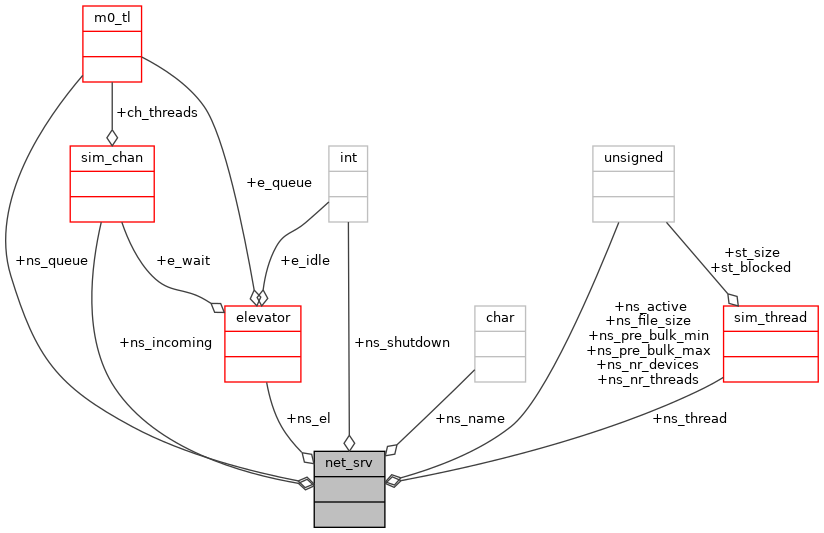 m0_tl
+ch_threads
sim_chan
int
unsigned
+e_queue
+ns_queue
+e_wait
+e_idle
+st_size
+st_blocked
elevator
char
sim_thread
+ns_active
+ns_file_size
+ns_pre_bulk_min
+ns_pre_bulk_max
+ns_nr_devices
+ns_nr_threads
+ns_incoming
+ns_shutdown
+ns_el
+ns_name
+ns_thread
net_srv